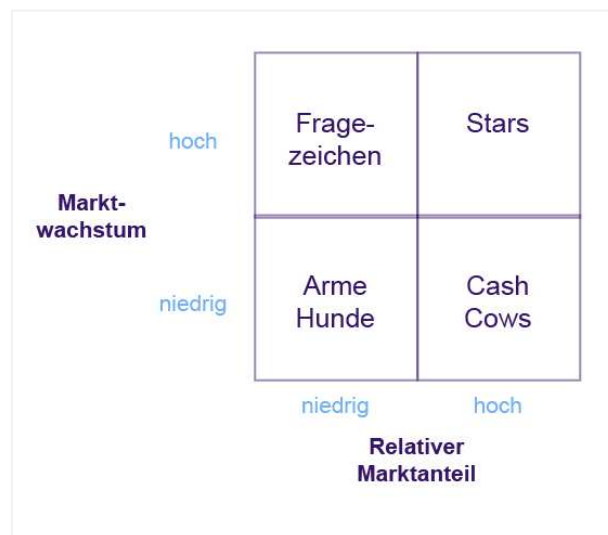 Frage-
zeichen
Stars
hoch
Markt-
wachstum
niedrig
Arme
Hunde
Cash
Cows
niedrig
hoch
Relativer
Marktanteil